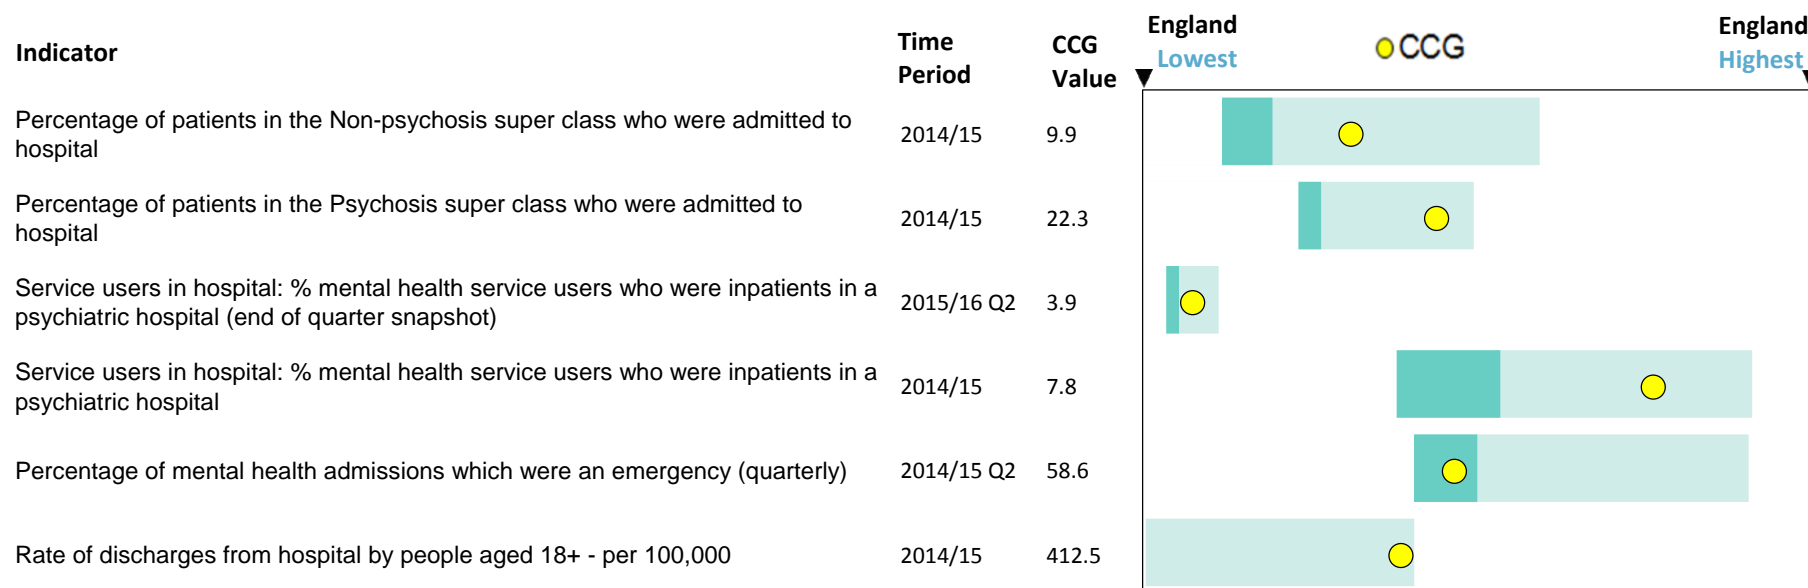 Indicator
Time
Period
CCG
Value
England
Lowest
CCG
England
Highest
Percentage of patients in the Non-psychosis super class who were admitted to
hospital
2014/15
9.9
Percentage of patients in the Psychosis super class who were admitted to
hospital
2014/15
22.3
Service users in hospital: % mental health service users who were inpatients in a
psychiatric hospital (end of quarter snapshot)
2015/16 Q2
3.9
Service users in hospital: % mental health service users who were inpatients in a
psychiatric hospital
2014/15
7.8
Percentage of mental health admissions which were an emergency (quarterly)
2014/15 Q2
58.6
Rate of discharges from hospital by people aged 18+ - per 100,000
2014/15
412.5